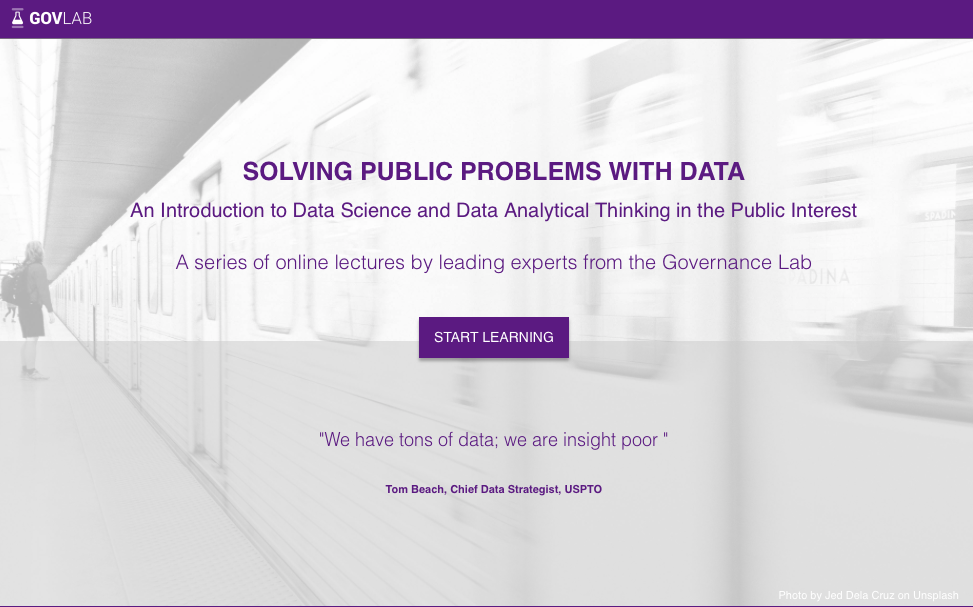 GOVLAB
SOLVING PUBLIC PROBLEMS WITH DATA
An Introduction to Data Science and Data Analytical Thinking in the Public Interest
A series of online lectures by leading experts from the Governance Lab
START LEARNING
"We have tons of data; we are insight poor "
Tom Beach, Chief Data Strategist, USPTO
Photo by Jed Dela Cruz on Unsplash